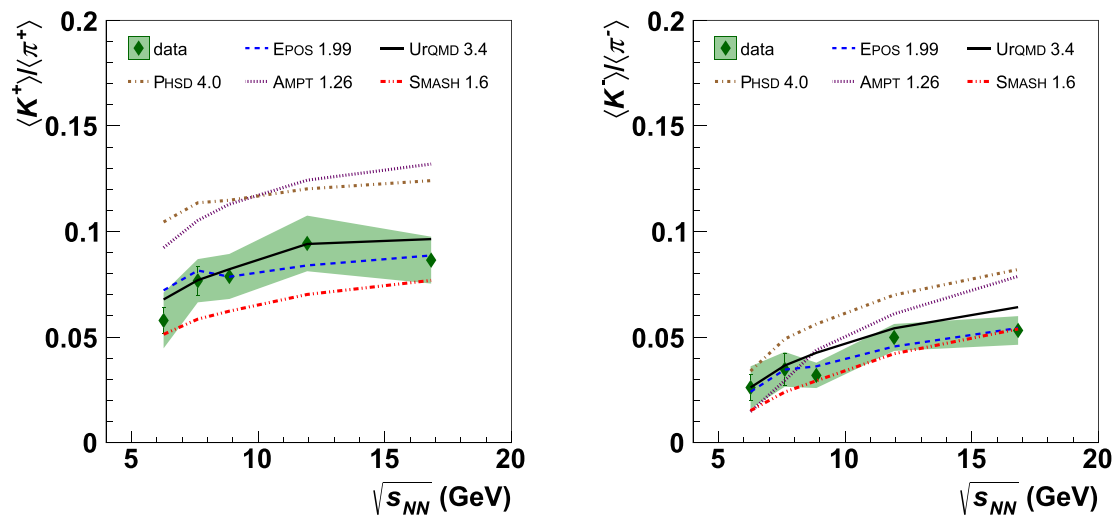 ⟨K⁺⟩/⟨π⁺⟩
0.2
0.15
0.1
0.05
0
data
EPOS 1.99
URQMD 3.4
PHSD 4.0
AMPT 1.26
SMASH 1.6
5 10 15 20
√sNN (GeV)
⟨K⁻⟩/⟨π⁻⟩
0.2
0.15
0.1
0.05
0
data
EPOS 1.99
URQMD 3.4
PHSD 4.0
AMPT 1.26
SMASH 1.6
5 10 15 20
√sNN (GeV)